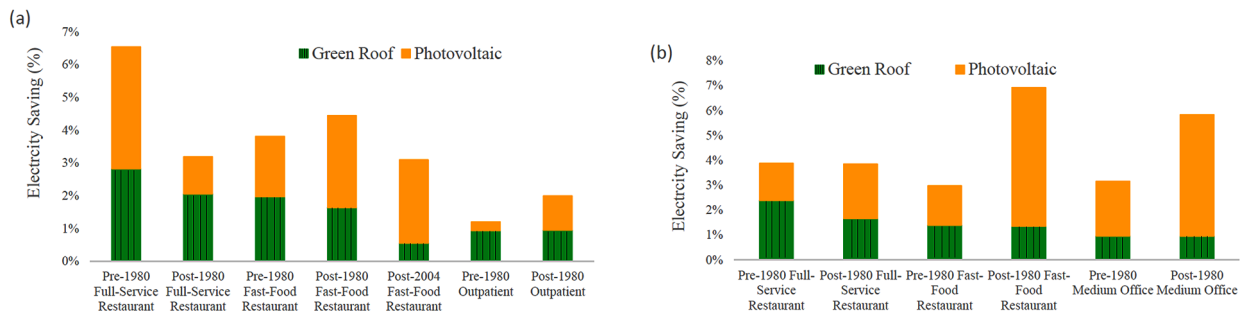 (a)
Electrcity Saving (%)
7%
6%
5%
4%
3%
2%
1%
0%
Green Roof Photovoltaic
Pre-1980 Full-Service Restaurant
Post-1980 Full-Service Restaurant
Pre-1980 Fast-Food Restaurant
Post-1980 Fast-Food Restaurant
Post-2004 Fast-Food Restaurant
Pre-1980 Outpatient
Post-1980 Outpatient
(b)
Electrcity Saving (%)
8%
7%
6%
5%
4%
3%
2%
1%
0%
Green Roof Photovoltaic
Pre-1980 Full-Service Restaurant
Post-1980 Full-Service Restaurant
Pre-1980 Fast-Food Restaurant
Post-1980 Fast-Food Restaurant
Pre-1980 Medium Office
Post-1980 Medium Office